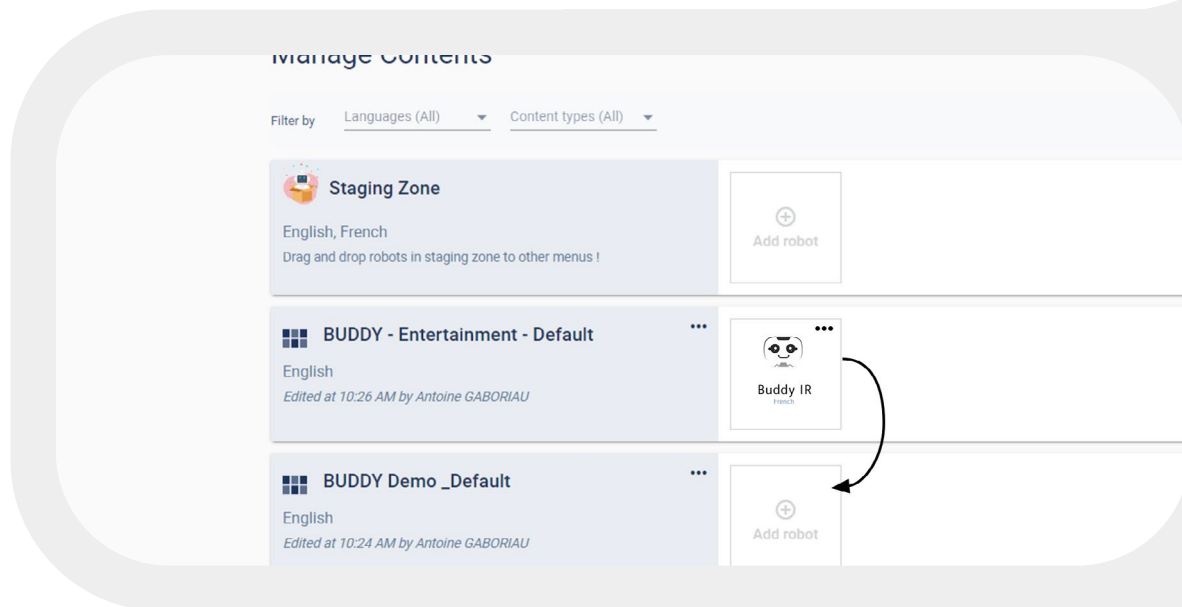 Manage Contents
Filter by
Languages (All)
Content types (All)
Staging Zone
English, French
Drag and drop robots in staging zone to other menus !
Add robot
BUDDY - Entertainment - Default
English
Edited at 10:26 AM by Antoine GABORIAU
Buddy IR
French
BUDDY Demo _Default
English
Edited at 10:24 AM by Antoine GABORIAU
Add robot